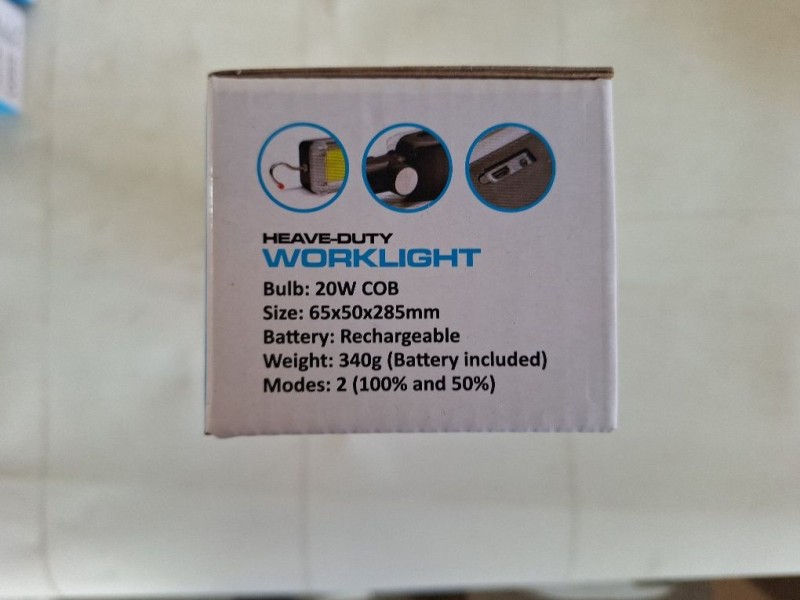 HEAVE-DUTY
WORKLIGHT
Bulb: 20W COB
Size: 65x50x285mm
Battery: Rechargeable
Weight: 340g (Battery included)
Modes: 2 (100% and 50%)